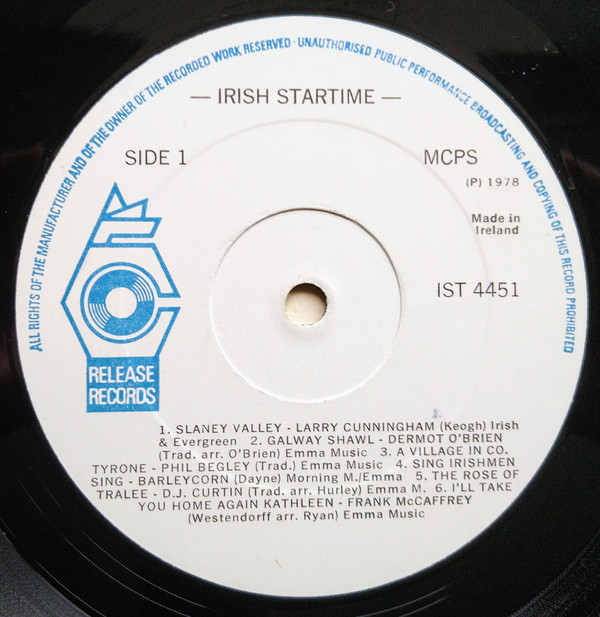 ALL RIGHTS OF THE MANUFACTURER AND OF THE OWNER OF THE RECORDED WORK RESERVED · UNAUTHORISED PUBLIC PERFORMANCE BROADCASTING AND COPYING OF THIS RECORD PROHIBITED
— IRISH STARTIME —
SIDE 1
MCPS
(P) 1978
Made in
Ireland
IST 4451
RELEASE
RECORDS
1. SLANEY VALLEY - LARRY CUNNINGHAM (Keogh) Irish
& Evergreen 2. GALWAY SHAWL - DERMOT O'BRIEN
(Trad. arr. O'Brien) Emma Music 3. A VILLAGE IN CO.
TYRONE - PHIL BEGLEY (Trad.) Emma Music 4. SING IRISHMEN
SING - BARLEYCORN (Dayne) Morning M./Emma 5. THE ROSE OF
TRALEE - D.J. CURTIN (Trad. arr. Hurley) Emma M. 6. I'LL TAKE
YOU HOME AGAIN KATHLEEN - FRANK McCAFFREY
(Westendorff arr. Ryan) Emma Music